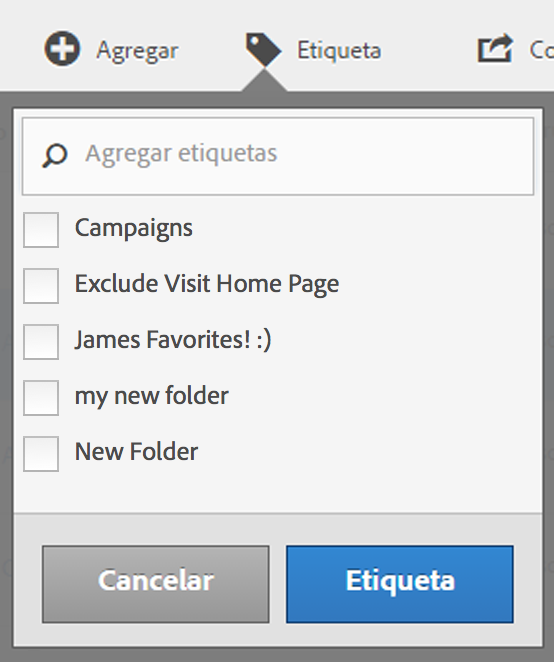 Agregar Etiqueta Co
Agregar etiquetas
Campaigns
Exclude Visit Home Page
James Favorites! :)
my new folder
New Folder
Cancelar Etiqueta